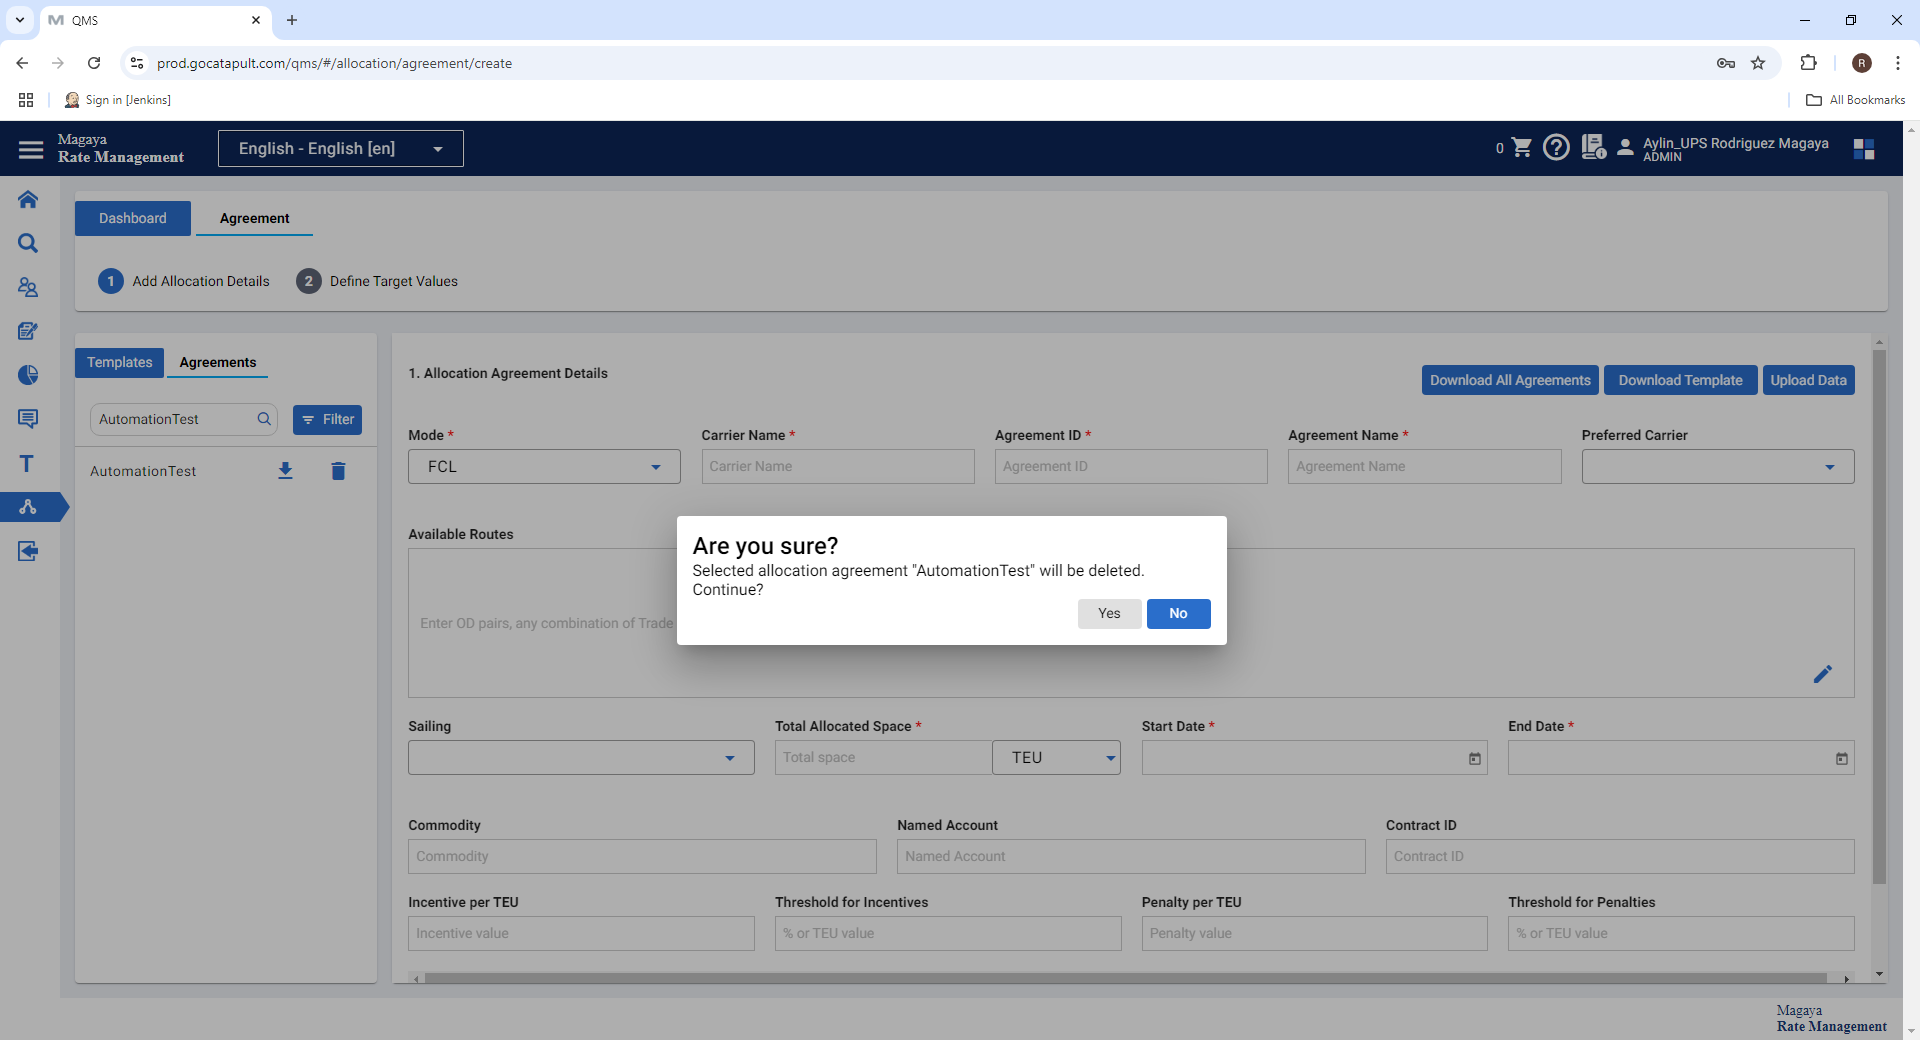 QMS
prod.gocatapult.com/qms/#/allocation/agreement/create
R
Sign in [Jenkins]
All Bookmarks
Magaya
Rate Management
English - English [en]
0
Aylin_UPS Rodriguez Magaya
ADMIN
Dashboard
Agreement
1 Add Allocation Details
2 Define Target Values
Templates
Agreements
AutomationTest
Filter
AutomationTest
T
1. Allocation Agreement Details
Download All Agreements
Download Template
Upload Data
Mode *
Carrier Name *
Agreement ID *
Agreement Name *
Preferred Carrier
FCL
Carrier Name
Agreement ID
Agreement Name
Available Routes
Enter OD pairs, any combination of Trade
Are you sure?
Selected allocation agreement "AutomationTest" will be deleted.
Continue?
Yes
No
Sailing
Total Allocated Space *
Start Date *
End Date *
Total space
TEU
Commodity
Named Account
Contract ID
Commodity
Named Account
Contract ID
Incentive per TEU
Threshold for Incentives
Penalty per TEU
Threshold for Penalties
Incentive value
% or TEU value
Penalty value
% or TEU value
Magaya
Rate Management